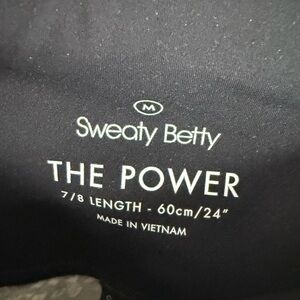 M
Sweaty Betty
THE POWER
7/8 LENGTH - 60cm/24"
MADE IN VIETNAM